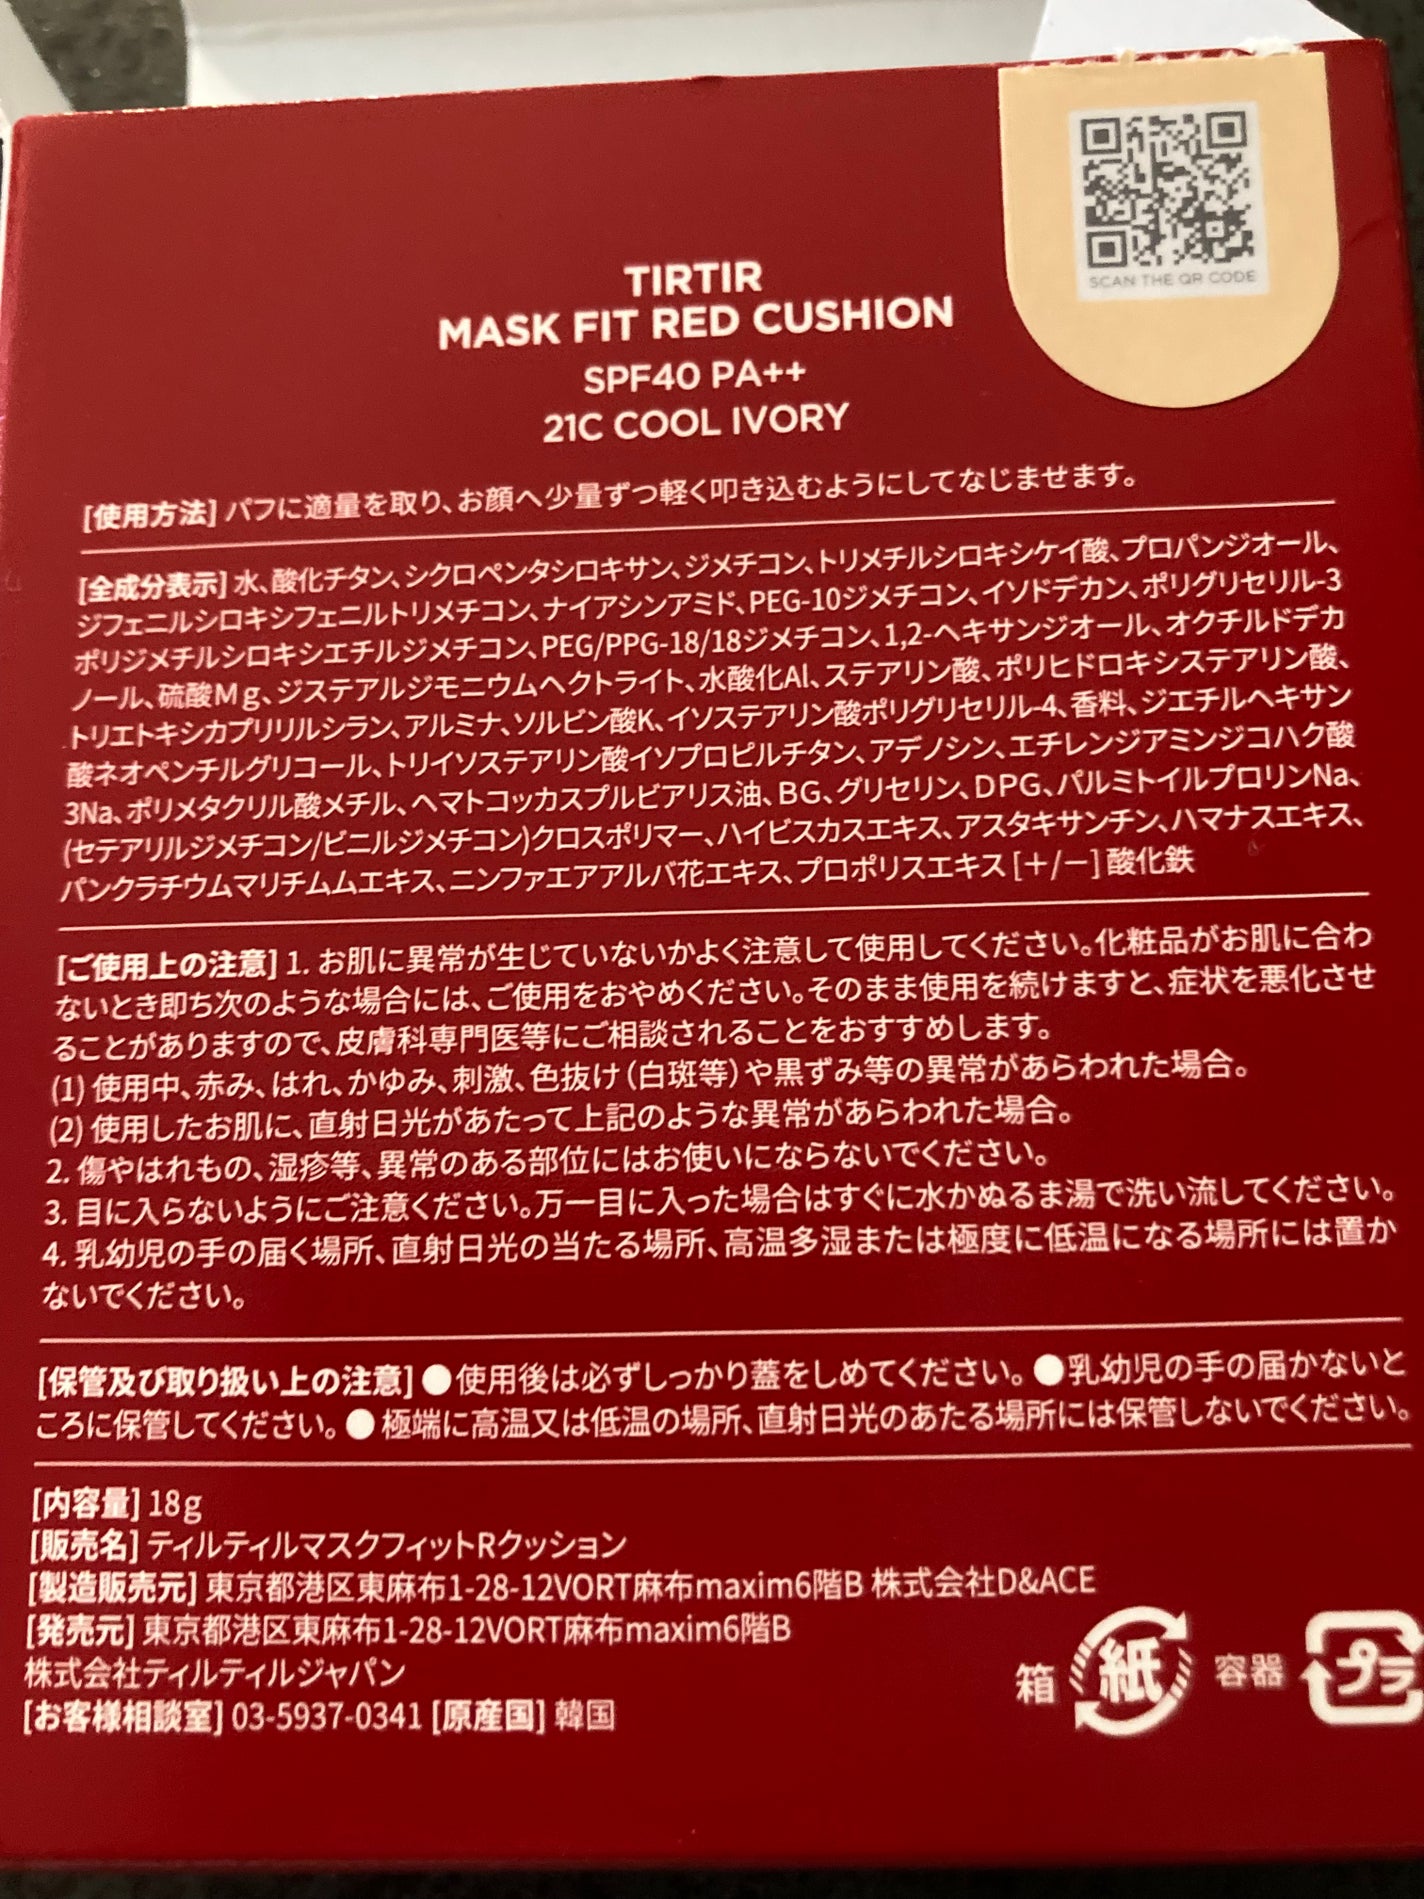 SCAN THE QR CODE
TIRTIR
MASK FIT RED CUSHION
SPF40 PA++
21C COOL IVORY
[使用方法] パフに適量を取り、お顔へ少量ずつ軽く叩き込むようにしてなじませます。
[全成分表示] 水、酸化チタン、シクロペンタシロキサン、ジメチコン、トリメチルシロキシケイ酸、プロパンジオール、
ジフェニルシロキシフェニルトリメチコン、ナイアシンアミド、PEG-10ジメチコン、イソドデカン、ポリグリセリル-3
ポリジメチルシロキシエチルジメチコン、PEG/PPG-18/18ジメチコン、1,2-ヘキサンジオール、オクチルドデカ
ノール、硫酸Ｍｇ、ジステアルジモニウムヘクトライト、水酸化Al、ステアリン酸、ポリヒドロキシステアリン酸、
トリエトキシカプリリルシラン、アルミナ、ソルビン酸K、イソステアリン酸ポリグリセリル-4、香料、ジエチルヘキサン
酸ネオペンチルグリコール、トリイソステアリン酸イソプロピルチタン、アデノシン、エチレンジアミンジコハク酸
3Na、ポリメタクリル酸メチル、ヘマトコッカスプルビアリス油、BG、グリセリン、DPG、パルミトイルプロリンNa、
(セテアリルジメチコン/ビニルジメチコン)クロスポリマー、ハイビスカスエキス、アスタキサンチン、ハマナスエキス、
パンクラチウムマリチムムエキス、ニンファエアアルバ花エキス、プロポリスエキス [＋/－] 酸化鉄
[ご使用上の注意] 1. お肌に異常が生じていないかよく注意して使用してください。化粧品がお肌に合わ
ないとき即ち次のような場合には、ご使用をおやめください。そのまま使用を続けますと、症状を悪化させ
ることがありますので、皮膚科専門医等にご相談されることをおすすめします。
(1) 使用中、赤み、はれ、かゆみ、刺激、色抜け（白斑等）や黒ずみ等の異常があらわれた場合。
(2) 使用したお肌に、直射日光があたって上記のような異常があらわれた場合。
2. 傷やはれもの、湿疹等、異常のある部位にはお使いにならないでください。
3. 目に入らないようにご注意ください。万一目に入った場合はすぐに水かぬるま湯で洗い流してください。
4. 乳幼児の手の届く場所、直射日光の当たる場所、高温多湿または極度に低温になる場所には置か
ないでください。
[保管及び取り扱い上の注意] ●使用後は必ずしっかり蓋をしめてください。●乳幼児の手の届かないと
ころに保管してください。● 極端に高温又は低温の場所、直射日光のあたる場所には保管しないでください。
[内容量] 18g
[販売名] ティルティルマスクフィットRクッション
[製造販売元] 東京都港区東麻布1-28-12VORT麻布maxim6階B 株式会社D&ACE
[発売元] 東京都港区東麻布1-28-12VORT麻布maxim6階B
株式会社ティルティルジャパン
[お客様相談室] 03-5937-0341 [原産国] 韓国
箱 紙 容器 プラ